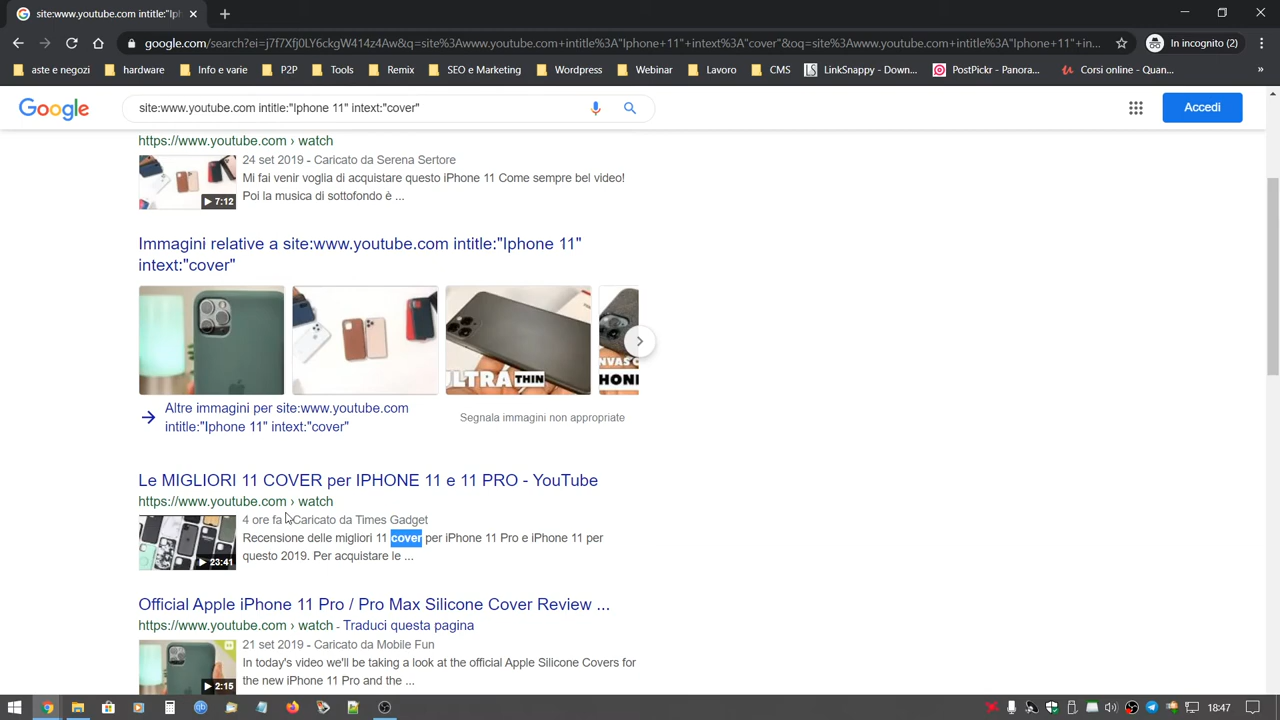 site:www.youtube.com intitle:"Ip
google.com/search?ei=j7f7Xfj0LY6ckgW414z4Aw&q=site%3Awww.youtube.com+intitle%3A"Iphone+11"+intext%3A"cover"&oq=site%3Awww.youtube.com+intitle%3A"Iphone+11"+in...
In incognito (2)
aste e negozi
hardware
Info e varie
P2P
Tools
Remix
SEO e Marketing
Wordpress
Webinar
Lavoro
CMS
LinkSnappy - Down...
PostPickr - Panora...
Corsi online - Quan...
»
Google
site:www.youtube.com intitle:"Iphone 11" intext:"cover"
Accedi
https://www.youtube.com › watch
24 set 2019 - Caricato da Serena Sertore
Mi fai venir voglia di acquistare questo iPhone 11 Come sempre bel video!
Poi la musica di sottofondo è ...
7:12
Immagini relative a site:www.youtube.com intitle:"Iphone 11"
intext:"cover"
ULTRA THIN
Altre immagini per site:www.youtube.com
intitle:"Iphone 11" intext:"cover"
Segnala immagini non appropriate
Le MIGLIORI 11 COVER per IPHONE 11 e 11 PRO - YouTube
https://www.youtube.com › watch
4 ore fa - Caricato da Times Gadget
Recensione delle migliori 11 cover per iPhone 11 Pro e iPhone 11 per
questo 2019. Per acquistare le ...
23:41
Official Apple iPhone 11 Pro / Pro Max Silicone Cover Review ...
https://www.youtube.com › watch - Traduci questa pagina
21 set 2019 - Caricato da Mobile Fun
In today's video we'll be taking a look at the official Apple Silicone Covers for
the new iPhone 11 Pro and the ...
2:15
18:47